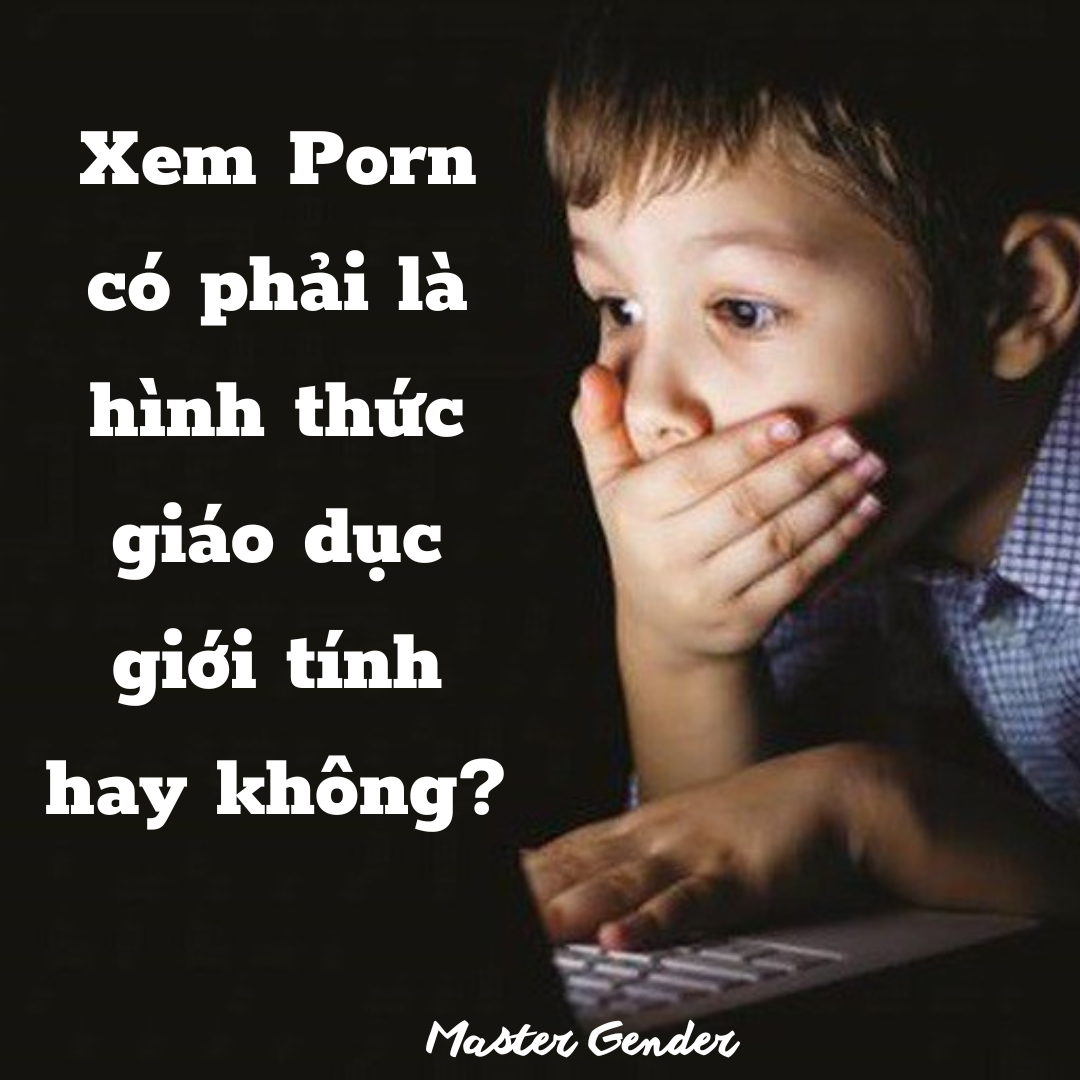 Xem Porn
có phải là
hình thức
giáo dục
giới tính
hay không?
Master Gender